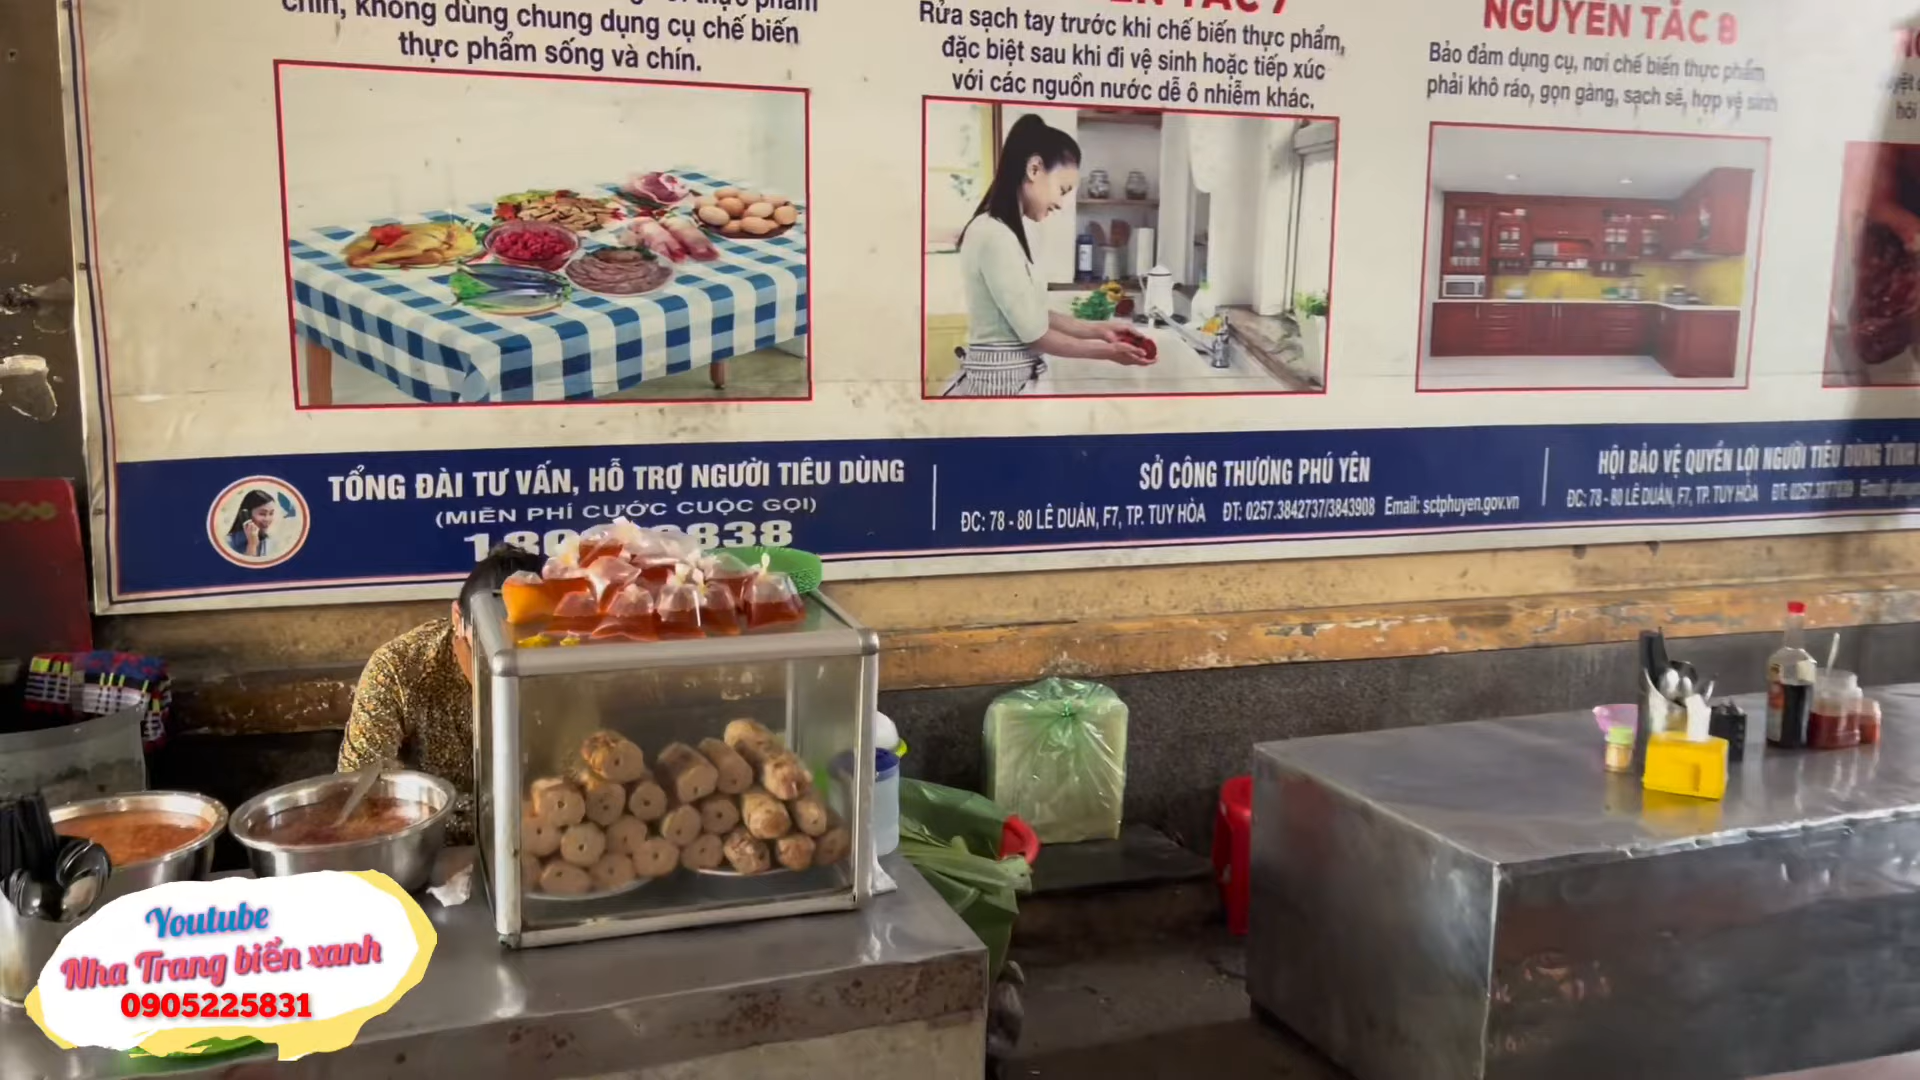 chín, không dùng chung dụng cụ chế biến
thực phẩm sống và chín.
Rửa sạch tay trước khi chế biến thực phẩm,
đặc biệt sau khi đi vệ sinh hoặc tiếp xúc
với các nguồn nước dễ ô nhiễm khác.
NGUYÊN TẮC 8
Bảo đảm dụng cụ, nơi chế biến thực phẩm
phải khô ráo, gọn gàng, sạch sẽ, hợp vệ sinh
TỔNG ĐÀI TƯ VẤN, HỖ TRỢ NGƯỜI TIÊU DÙNG
(MIỄN PHÍ CƯỚC CUỘC GỌI)
SỞ CÔNG THƯƠNG PHÚ YÊN
ĐC: 78 - 80 LÊ DUẨN, F7, TP. TUY HÒA ĐT: 0257.3842737/3843908 Email: sctphuyen.gov.vn
HỘI BẢO VỆ QUYỀN LỢI NGƯỜI TIÊU DÙNG TỈNH
ĐC: 78 - 80 LÊ DUẨN, F7, TP. TUY HÒA
Youtube
Nha Trang biển xanh
0905225831